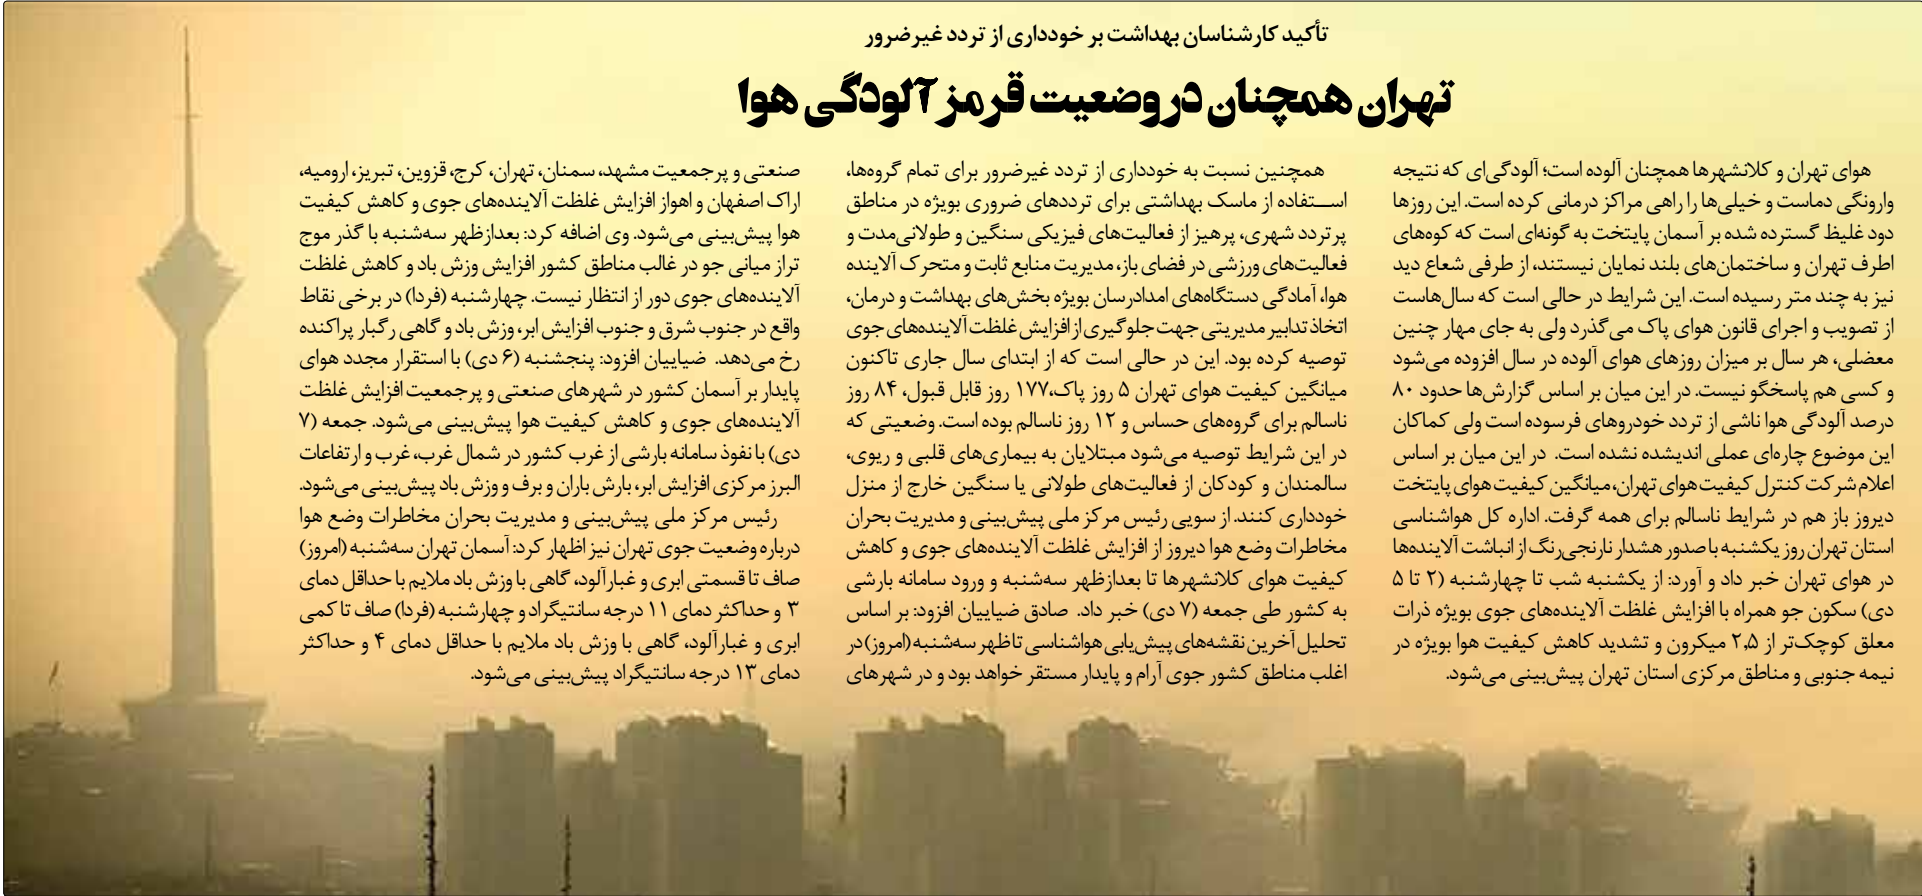 تأکید کارشناسان بهداشت بر خودداری از تردد غیرضرور
تهران همچنان در وضعیت قرمز آلودگی هوا
هوای تهران و کلانشهرها همچنان آلوده است؛ آلودگی‌ای که نتیجه
وارونگی دماست و خیلی‌ها را راهی مراکز درمانی کرده است. این روزها
دود غلیظ گسترده شده بر آسمان پایتخت به گونه‌ای است که کوه‌های
اطرف تهران و ساختمان‌های بلند نمایان نیستند، از طرفی شعاع دید
نیز به چند متر رسیده است. این شرایط در حالی است که سال‌هاست
از تصویب و اجرای قانون هوای پاک می‌گذرد ولی به جای مهار چنین
معضلی، هر سال بر میزان روزهای هوای آلوده در سال افزوده می‌شود
و کسی هم پاسخگو نیست. در این میان بر اساس گزارش‌ها حدود ۸۰
درصد آلودگی هوا ناشی از تردد خودروهای فرسوده است ولی کماکان
این موضوع چاره‌ای عملی اندیشده نشده است. در این میان بر اساس
اعلام شرکت کنترل کیفیت هوای تهران، میانگین کیفیت هوای پایتخت
دیروز باز هم در شرایط ناسالم برای همه گرفت. اداره کل هواشناسی
استان تهران روز یکشنبه با صدور هشدار نارنجی‌رنگ از انباشت آلاینده‌ها
در هوای تهران خبر داد و آورد: از یکشنبه شب تا چهارشنبه (۲ تا ۵
دی) سکون جو همراه با افزایش غلظت آلاینده‌های جوی بویژه ذرات
معلق کوچک‌تر از ۲٫۵ میکرون و تشدید کاهش کیفیت هوا بویژه در
نیمه جنوبی و مناطق مرکزی استان تهران پیش‌بینی می‌شود.
همچنین نسبت به خودداری از تردد غیرضرور برای تمام گروه‌ها،
اســتفاده از ماسک بهداشتی برای ترددهای ضروری بویژه در مناطق
پرتردد شهری، پرهیز از فعالیت‌های فیزیکی سنگین و طولانی‌مدت و
فعالیت‌های ورزشی در فضای باز، مدیریت منابع ثابت و متحرک آلاینده
هوا، آمادگی دستگاه‌های امدادرسان بویژه بخش‌های بهداشت و درمان،
اتخاذ تدابیر مدیریتی جهت جلوگیری از افزایش غلظت آلاینده‌های جوی
توصیه کرده بود. این در حالی است که از ابتدای سال جاری تاکنون
میانگین کیفیت هوای تهران ۵ روز پاک،۱۷۷ روز قابل قبول، ۸۴ روز
ناسالم برای گروه‌های حساس و ۱۲ روز ناسالم بوده است. وضعیتی که
در این شرایط توصیه می‌شود مبتلایان به بیماری‌های قلبی و ریوی،
سالمندان و کودکان از فعالیت‌های طولانی یا سنگین خارج از منزل
خودداری کنند. از سویی رئیس مرکز ملی پیش‌بینی و مدیریت بحران
مخاطرات وضع هوا دیروز از افزایش غلظت آلاینده‌های جوی و کاهش
کیفیت هوای کلانشهرها تا بعدازظهر سه‌شنبه و ورود سامانه بارشی
به کشور طی جمعه (۷ دی) خبر داد. صادق ضیاییان افزود: بر اساس
تحلیل آخرین نقشه‌های پیش‌یابی هواشناسی تا ظهر سه‌شنبه (امروز) در
اغلب مناطق کشور جوی آرام و پایدار مستقر خواهد بود و در شهرهای
صنعتی و پرجمعیت مشهد، سمنان، تهران، کرج، قزوین، تبریز، ارومیه،
اراک اصفهان و اهواز افزایش غلظت آلاینده‌های جوی و کاهش کیفیت
هوا پیش‌بینی می‌شود. وی اضافه کرد: بعدازظهر سه‌شنبه با گذر موج
تراز میانی جو در غالب مناطق کشور افزایش وزش باد و کاهش غلظت
آلاینده‌های جوی دور از انتظار نیست. چهارشنبه (فردا) در برخی نقاط
واقع در جنوب شرق و جنوب افزایش ابر، وزش باد و گاهی رگبار پراکنده
رخ می‌دهد. ضیاییان افزود: پنجشنبه (۶ دی) با استقرار مجدد هوای
پایدار بر آسمان کشور در شهرهای صنعتی و پرجمعیت افزایش غلظت
آلاینده‌های جوی و کاهش کیفیت هوا پیش‌بینی می‌شود. جمعه (۷
دی) با نفوذ سامانه بارشی از غرب کشور در شمال غرب، غرب و ارتفاعات
البرز مرکزی افزایش ابر، بارش باران و برف و وزش باد پیش‌بینی می‌شود.
رئیس مرکز ملی پیش‌بینی و مدیریت بحران مخاطرات وضع هوا
درباره وضعیت جوی تهران نیز اظهار کرد: آسمان تهران سه‌شنبه (امروز)
صاف تا قسمتی ابری و غبارآلود، گاهی با وزش باد ملایم با حداقل دمای
۳ و حداکثر دمای ۱۱ درجه سانتیگراد و چهارشنبه (فردا) صاف تا کمی
ابری و غبارآلود، گاهی با وزش باد ملایم با حداقل دمای ۴ و حداکثر
دمای ۱۳ درجه سانتیگراد پیش‌بینی می‌شود.